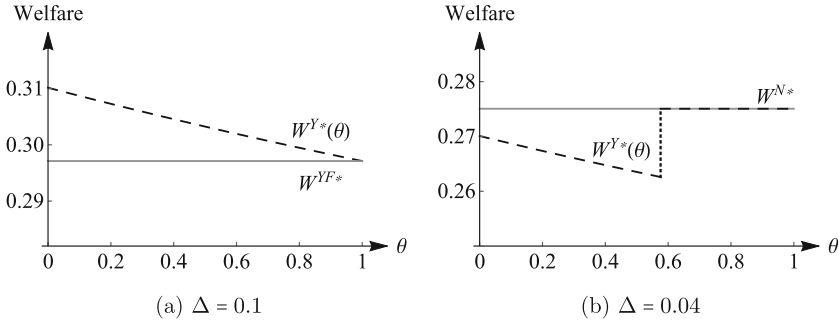 Welfare
0.31
0.30
0.29
W^{Y*}(θ)
W^{YF*}
0 0.2 0.4 0.6 0.8 1 θ
(a) Δ = 0.1
Welfare
0.28
0.27
0.26
W^{N*}
W^{Y*}(θ)
0 0.2 0.4 0.6 0.8 1 θ
(b) Δ = 0.04